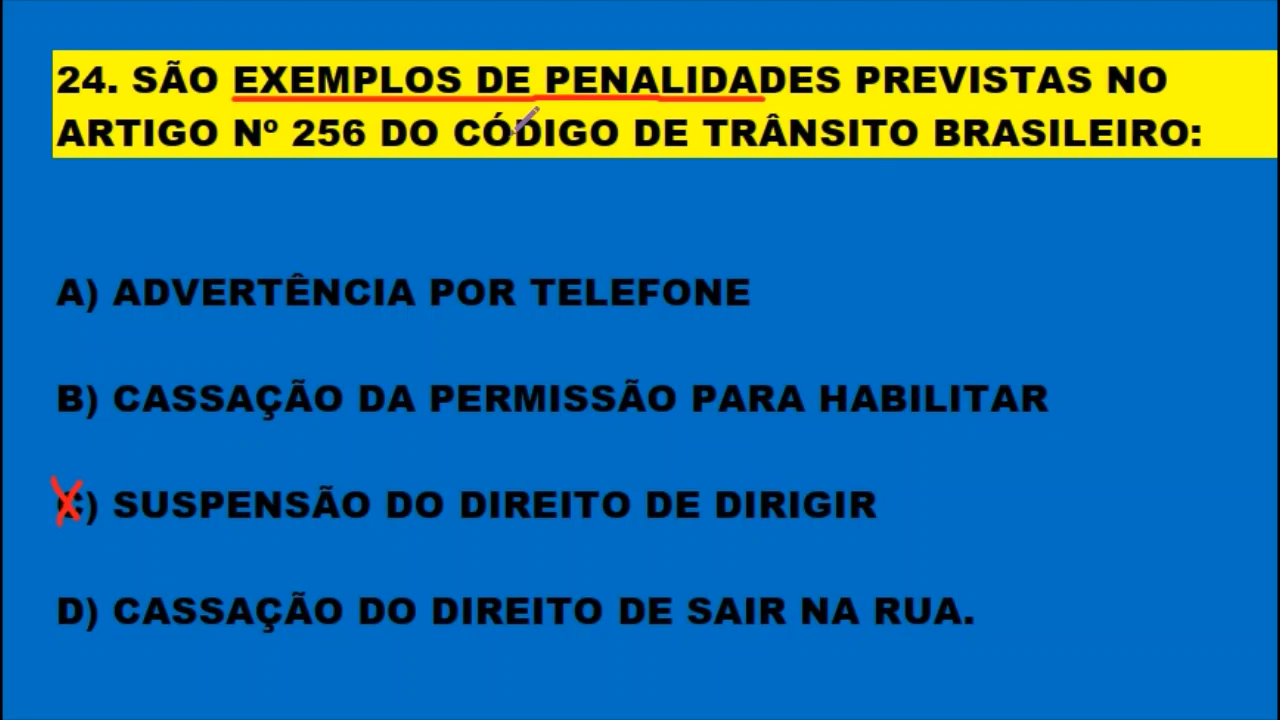 24. SÃO EXEMPLOS DE PENALIDADES PREVISTAS NO
ARTIGO Nº 256 DO CÓDIGO DE TRÂNSITO BRASILEIRO:
A) ADVERTÊNCIA POR TELEFONE
B) CASSAÇÃO DA PERMISSÃO PARA HABILITAR
C) SUSPENSÃO DO DIREITO DE DIRIGIR
D) CASSAÇÃO DO DIREITO DE SAIR NA RUA.